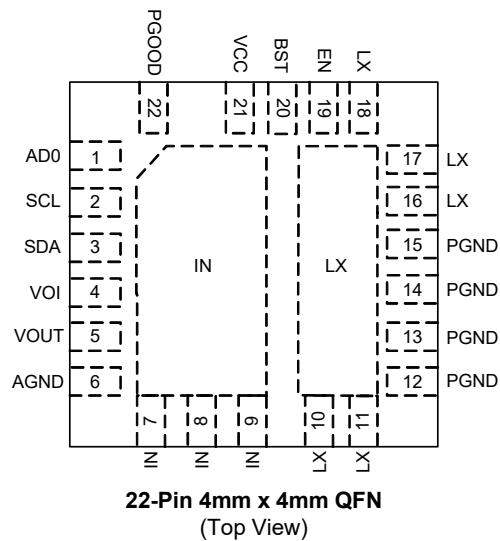 PGOOD VCC BST EN LX
22 21 20 19 18
AD0 1 17 LX
SCL 2 16 LX
SDA 3 15 PGND
IN LX
VOI 4 14 PGND
VOUT 5 13 PGND
AGND 6 12 PGND
7 8 9 10 11
IN IN IN LX LX
22-Pin 4mm x 4mm QFN
(Top View)